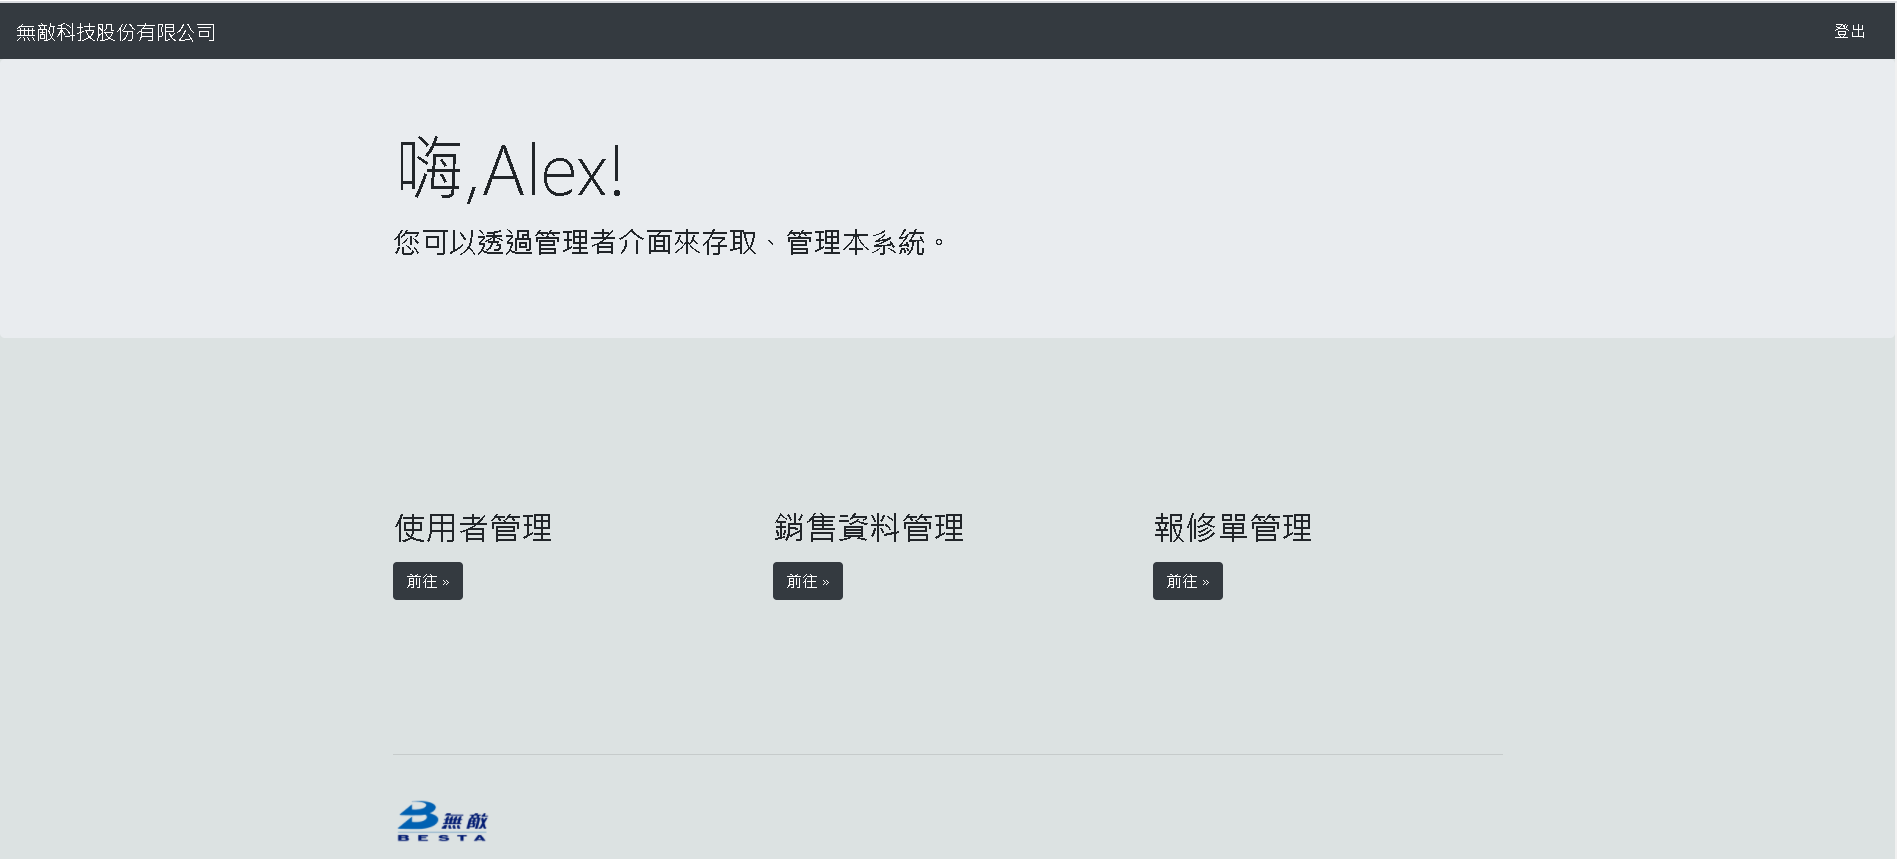 無敵科技股份有限公司 登出
嗨,Alex!
您可以透過管理者介面來存取、管理本系統。
使用者管理 銷售資料管理 報修單管理
前往 » 前往 » 前往 »
無敵
BESTA